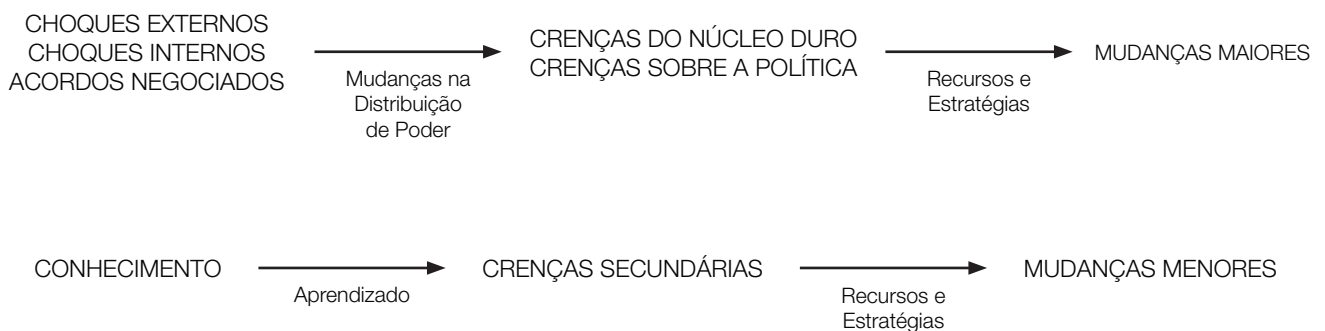 CHOQUES EXTERNOS
CHOQUES INTERNOS
ACORDOS NEGOCIADOS
Mudanças na
Distribuição
de Poder
CRENÇAS DO NÚCLEO DURO
CRENÇAS SOBRE A POLÍTICA
Recursos e
Estratégias
MUDANÇAS MAIORES
CONHECIMENTO
Aprendizado
CRENÇAS SECUNDÁRIAS
Recursos e
Estratégias
MUDANÇAS MENORES